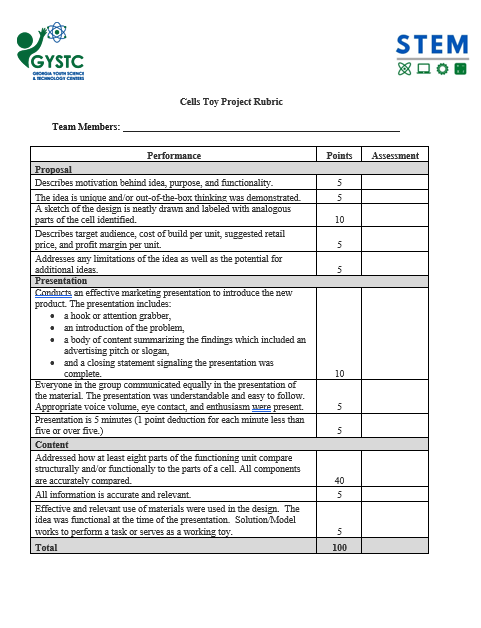 GYSTC
GEORGIA YOUTH SCIENCE
& TECHNOLOGY CENTERS
STEM
Cells Toy Project Rubric
Team Members: ____________________
Performance Points Assessment
Proposal
Describes motivation behind idea, purpose, and functionality. 5
The idea is unique and/or out-of-the-box thinking was demonstrated. 5
A sketch of the design is neatly drawn and labeled with analogous
parts of the cell identified. 10
Describes target audience, cost of build per unit, suggested retail
price, and profit margin per unit. 5
Addresses any limitations of the idea as well as the potential for
additional ideas. 5
Presentation
Conducts an effective marketing presentation to introduce the new
product. The presentation includes:
• a hook or attention grabber,
• an introduction of the problem,
• a body of content summarizing the findings which included an
advertising pitch or slogan,
• and a closing statement signaling the presentation was
complete. 10
Everyone in the group communicated equally in the presentation of
the material. The presentation was understandable and easy to follow.
Appropriate voice volume, eye contact, and enthusiasm were present. 5
Presentation is 5 minutes (1 point deduction for each minute less than
five or over five.) 5
Content
Addressed how at least eight parts of the functioning unit compare
structurally and/or functionally to the parts of a cell. All components
are accurately compared. 40
All information is accurate and relevant. 5
Effective and relevant use of materials were used in the design. The
idea was functional at the time of the presentation. Solution/Model
works to perform a task or serves as a working toy. 5
Total 100